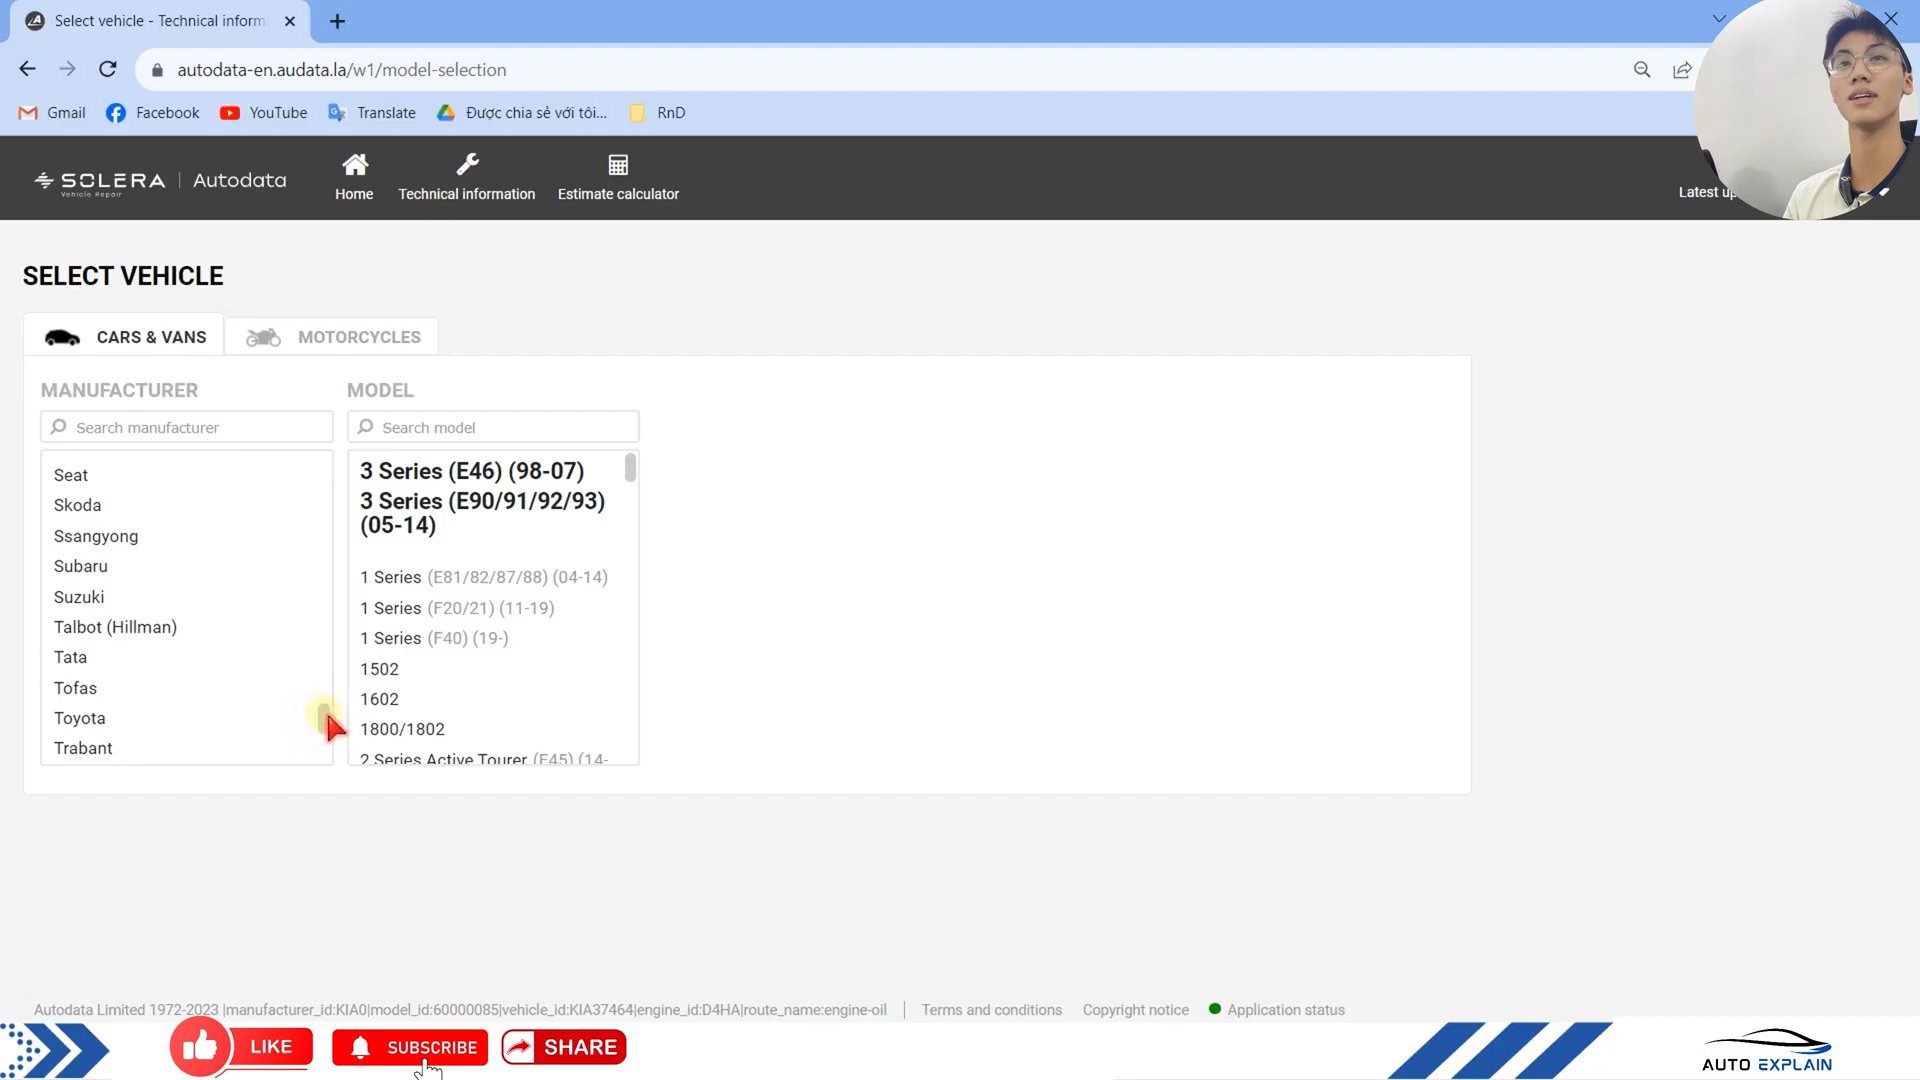 Select vehicle - Technical inform
autodata-en.audata.la/w1/model-selection
Gmail Facebook YouTube Translate Được chia sẻ với tôi... RnD
SOLERA Autodata
Vehicle Repair
Home Technical information Estimate calculator
Latest up
SELECT VEHICLE
CARS & VANS MOTORCYCLES
MANUFACTURER
Search manufacturer
Seat
Skoda
Ssangyong
Subaru
Suzuki
Talbot (Hillman)
Tata
Tofas
Toyota
Trabant
MODEL
Search model
3 Series (E46) (98-07)
3 Series (E90/91/92/93)
(05-14)
1 Series (E81/82/87/88) (04-14)
1 Series (F20/21) (11-19)
1 Series (F40) (19-)
1502
1602
1800/1802
2 Series Active Tourer (F45) (14-
Autodata Limited 1972-2023 |manufacturer_id:KIA0|model_id:60000085|vehicle_id:KIA37464|engine_id:D4HA|route_name:engine-oil Terms and conditions Copyright notice Application status
LIKE SUBSCRIBE SHARE
AUTO EXPLAIN